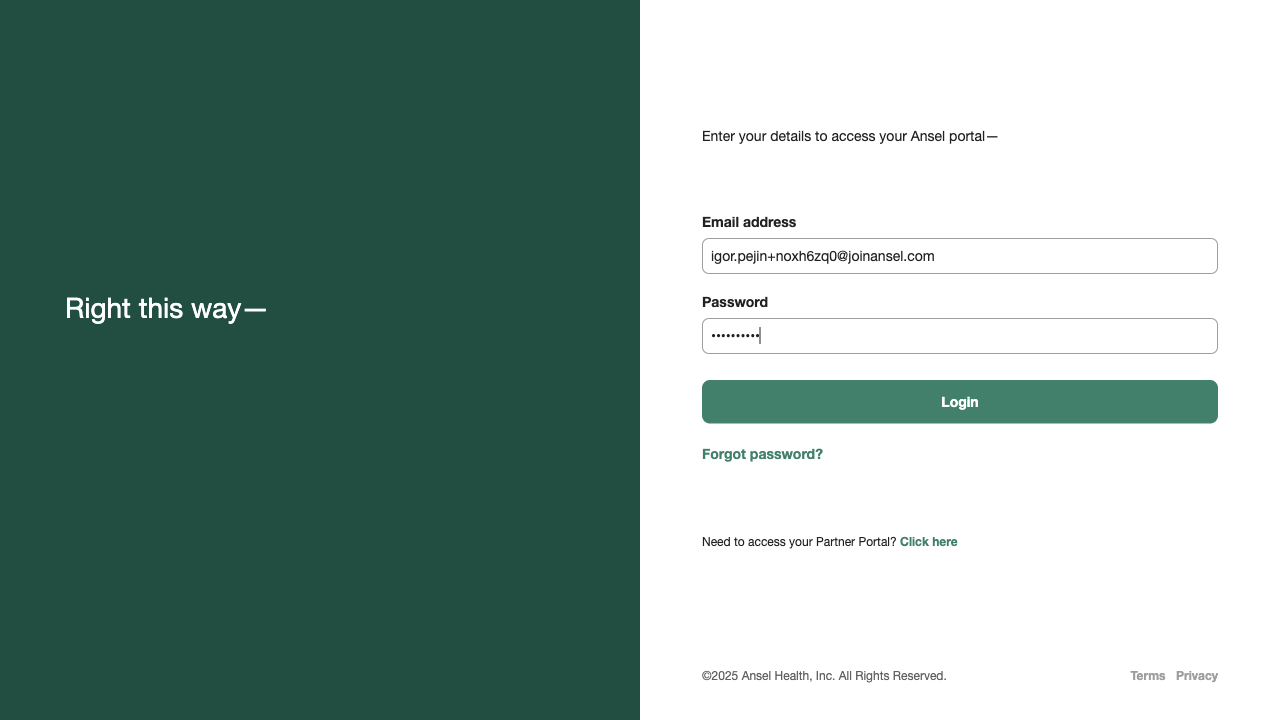 Right this way—
Enter your details to access your Ansel portal—
Email address
igor.pejin+noxh6zq0@joinansel.com
Password
••••••••••
Login
Forgot password?
Need to access your Partner Portal? Click here
©2025 Ansel Health, Inc. All Rights Reserved.
Terms Privacy